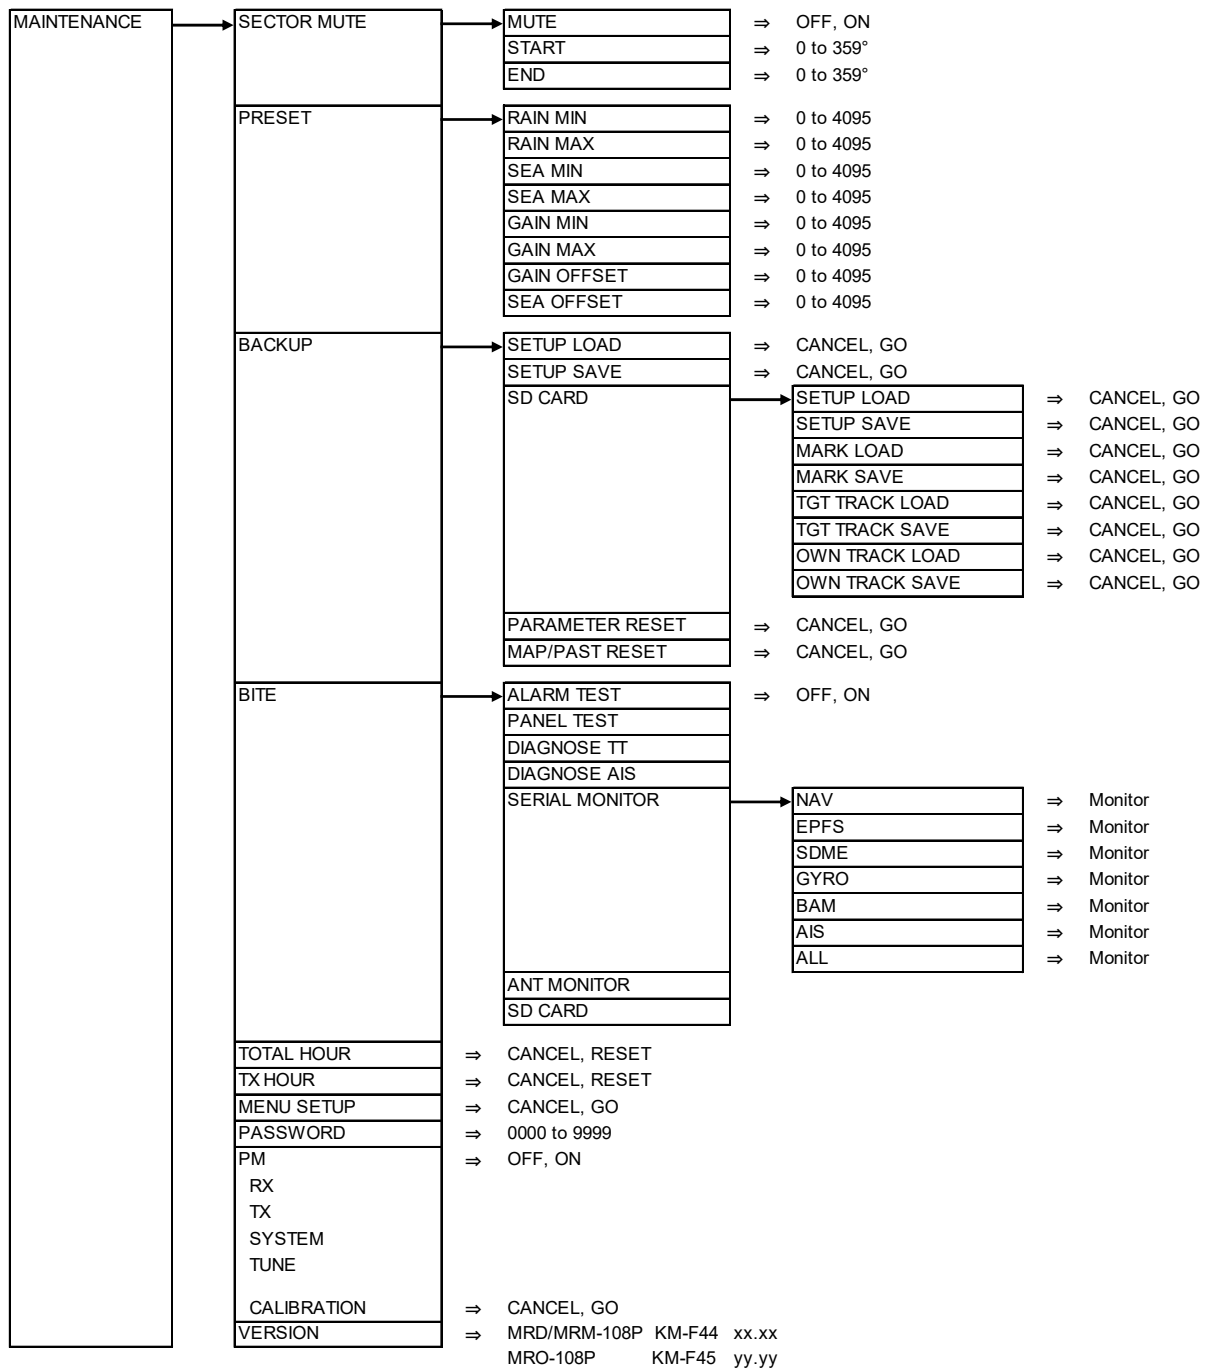 MAINTENANCE SECTOR MUTE MUTE ⇒ OFF, ON
START ⇒ 0 to 359°
END ⇒ 0 to 359°
PRESET RAIN MIN ⇒ 0 to 4095
RAIN MAX ⇒ 0 to 4095
SEA MIN ⇒ 0 to 4095
SEA MAX ⇒ 0 to 4095
GAIN MIN ⇒ 0 to 4095
GAIN MAX ⇒ 0 to 4095
GAIN OFFSET ⇒ 0 to 4095
SEA OFFSET ⇒ 0 to 4095
BACKUP SETUP LOAD ⇒ CANCEL, GO
SETUP SAVE ⇒ CANCEL, GO
SD CARD SETUP LOAD ⇒ CANCEL, GO
SETUP SAVE ⇒ CANCEL, GO
MARK LOAD ⇒ CANCEL, GO
MARK SAVE ⇒ CANCEL, GO
TGT TRACK LOAD ⇒ CANCEL, GO
TGT TRACK SAVE ⇒ CANCEL, GO
OWN TRACK LOAD ⇒ CANCEL, GO
OWN TRACK SAVE ⇒ CANCEL, GO
PARAMETER RESET ⇒ CANCEL, GO
MAP/PAST RESET ⇒ CANCEL, GO
BITE ALARM TEST ⇒ OFF, ON
PANEL TEST
DIAGNOSE TT
DIAGNOSE AIS
SERIAL MONITOR NAV ⇒ Monitor
EPFS ⇒ Monitor
SDME ⇒ Monitor
GYRO ⇒ Monitor
BAM ⇒ Monitor
AIS ⇒ Monitor
ALL ⇒ Monitor
ANT MONITOR
SD CARD
TOTAL HOUR ⇒ CANCEL, RESET
TX HOUR ⇒ CANCEL, RESET
MENU SETUP ⇒ CANCEL, GO
PASSWORD ⇒ 0000 to 9999
PM ⇒ OFF, ON
RX
TX
SYSTEM
TUNE
CALIBRATION ⇒ CANCEL, GO
VERSION ⇒ MRD/MRM-108P KM-F44 xx.xx
MRO-108P KM-F45 yy.yy